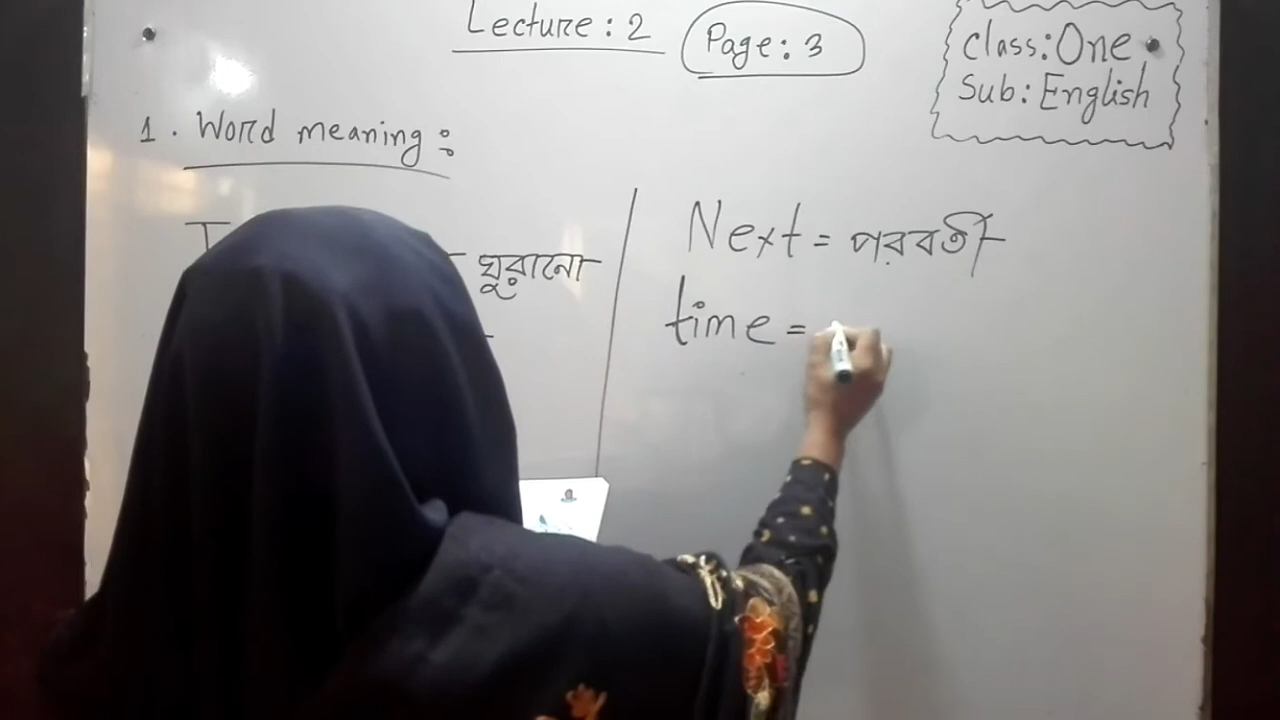 Lecture: 2
Page: 3
Class: One
Sub: English
1. Word meaning:
ঘুরানো
Next = পরবর্তী
time =